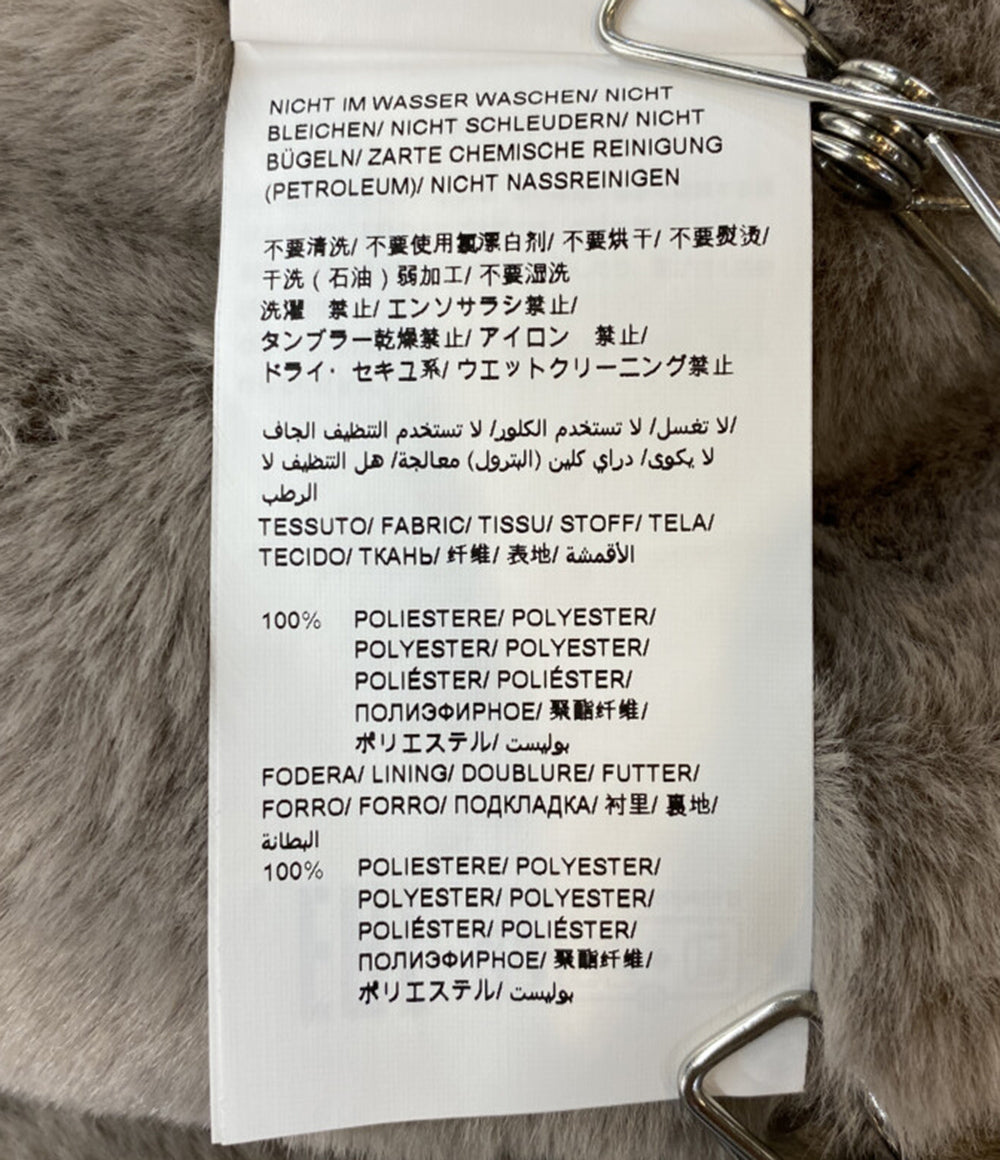 NICHT IM WASSER WASCHEN/ NICHT
BLEICHEN/ NICHT SCHLEUDERN/ NICHT
BÜGELN/ ZARTE CHEMISCHE REINIGUNG
(PETROLEUM)/ NICHT NASSREINIGEN
不要清洗/ 不要使用氯漂白剂/ 不要烘干/ 不要熨烫/
干洗（石油）弱加工/ 不要湿洗
洗濯　禁止/ エンソサラシ禁止/
タンブラー乾燥禁止/ アイロン　禁止/
ドライ・ セキユ系/ ウエットクリーニング禁止
لا تغسل/ لا تستخدم الكلور/ لا تستخدم التنظيف الجاف/
لا يكوى/ دراي كلين (البترول) معالجة/ هل التنظيف لا
الرطب
TESSUTO/ FABRIC/ TISSU/ STOFF/ TELA/
TECIDO/ ТКАНЬ/ 纤维/ 表地/ الأقمشة
100% POLIESTERE/ POLYESTER/
POLYESTER/ POLYESTER/
POLIÉSTER/ POLIÉSTER/
ПОЛИЭФИРНОЕ/ 聚酯纤维/
ポリエステル/ بوليست
FODERA/ LINING/ DOUBLURE/ FUTTER/
FORRO/ FORRO/ ПОДКЛАДКА/ 衬里/ 裏地/
البطانة
100% POLIESTERE/ POLYESTER/
POLYESTER/ POLYESTER/
POLIÉSTER/ POLIÉSTER/
ПОЛИЭФИРНОЕ/ 聚酯纤维/
ポリエステル/ بوليست